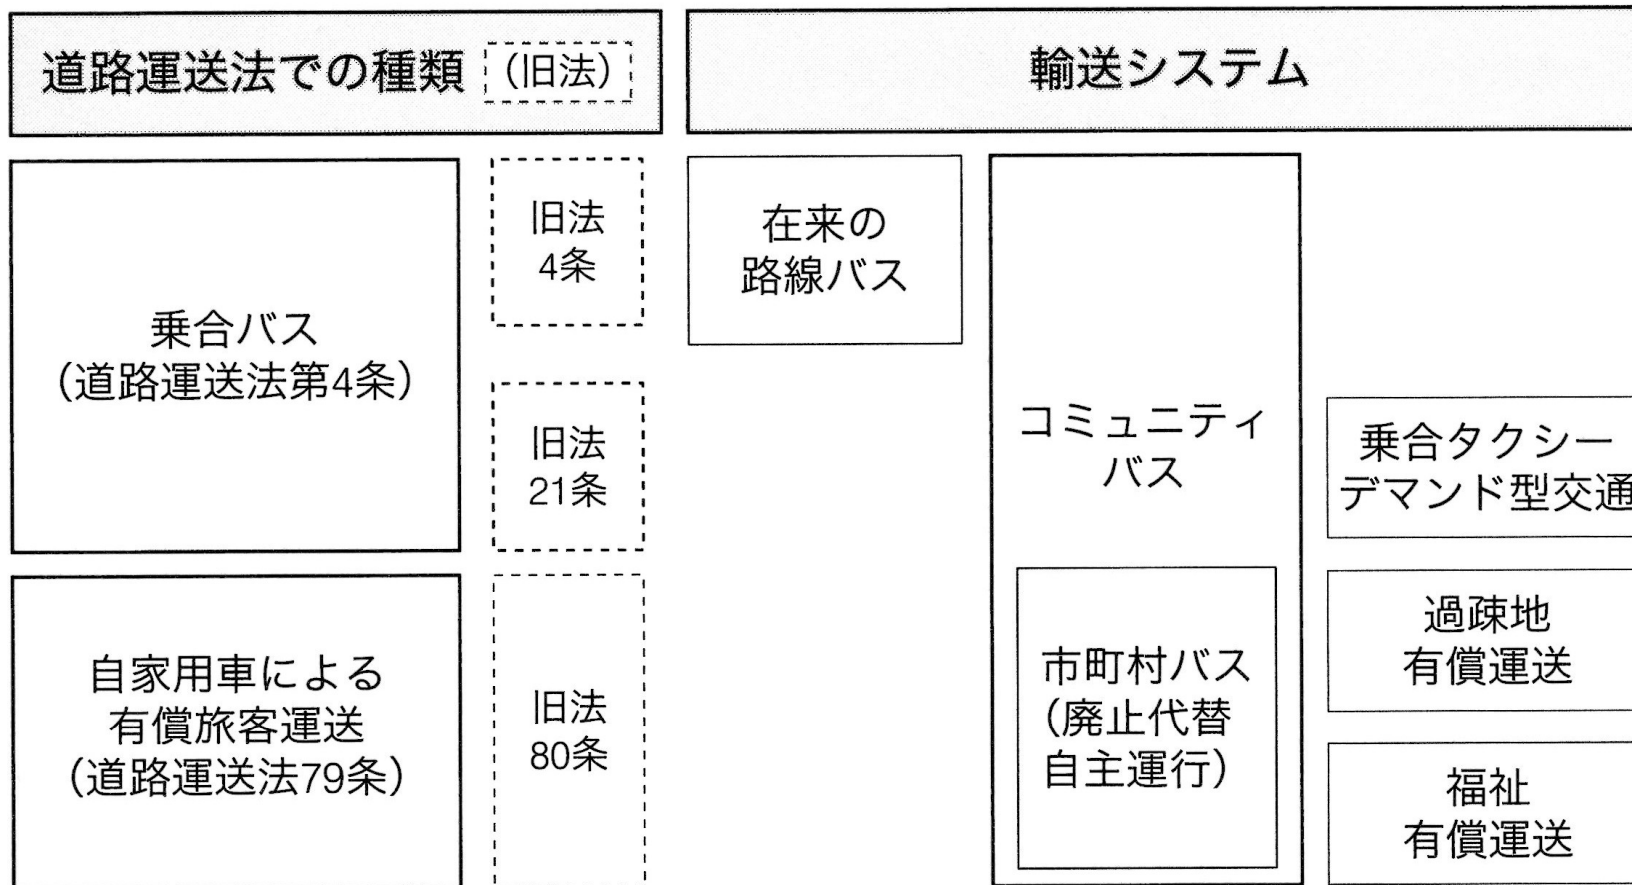 道路運送法での種類 (旧法)
輸送システム
乗合バス
(道路運送法第4条)
旧法
4条
旧法
21条
在来の
路線バス
コミュニティ
バス
乗合タクシー
デマンド型交通
自家用車による
有償旅客運送
(道路運送法79条)
旧法
80条
市町村バス
(廃止代替
自主運行)
過疎地
有償運送
福祉
有償運送